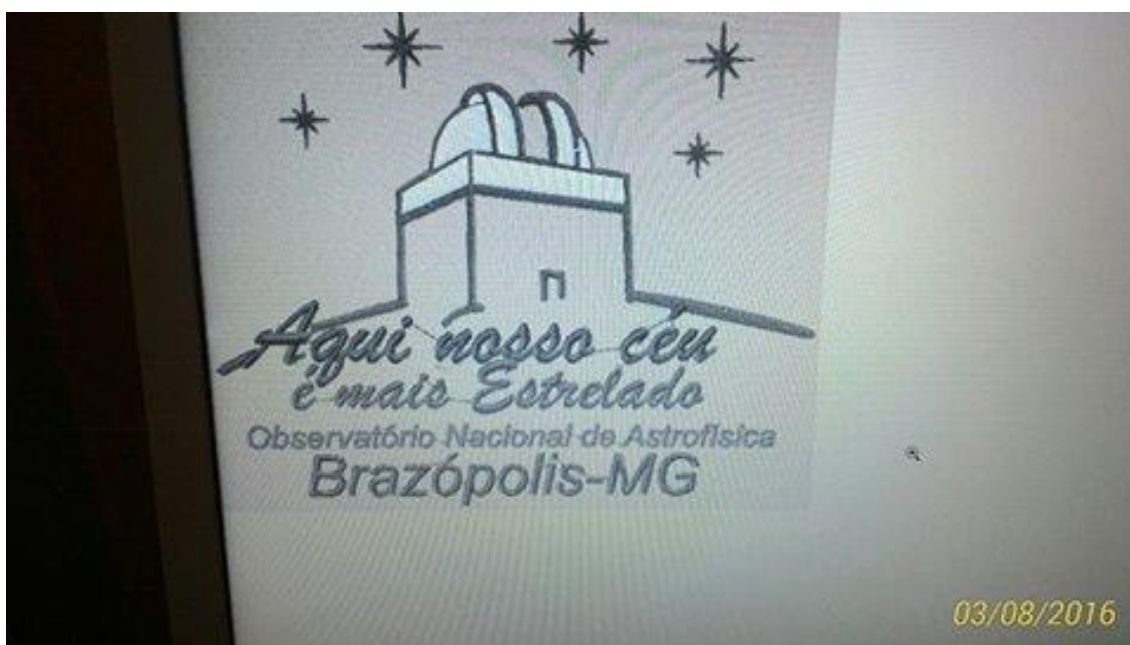 Aqui nosso céu
é mais Estrelado
Observatório Nacional de Astrofísica
Brazópolis-MG
03/08/2016